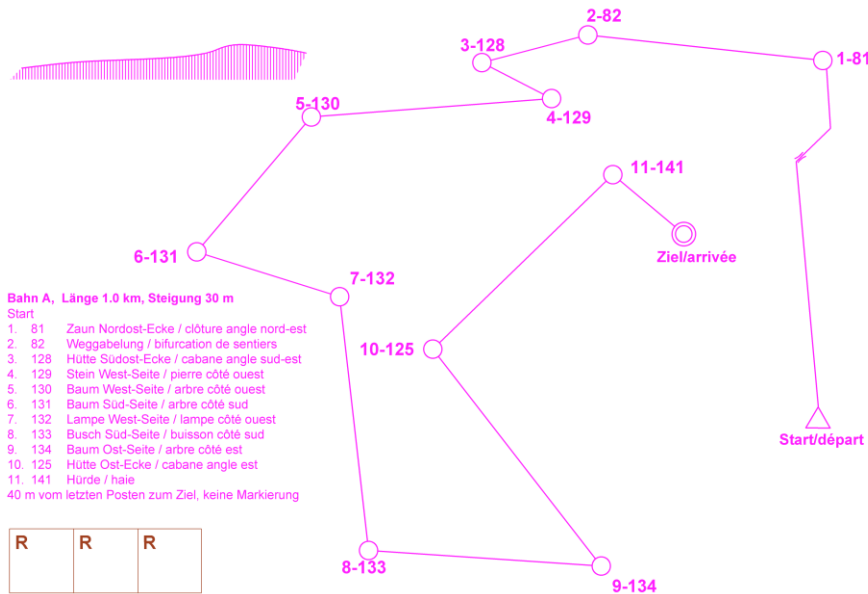 2-82
1-81
3-128
5-130
4-129
11-141
6-131
Ziel/arrivée
7-132
Bahn A, Länge 1.0 km, Steigung 30 m
Start
1. 81 Zaun Nordost-Ecke / clôture angle nord-est
2. 82 Weggabelung / bifurcation de sentiers
3. 128 Hütte Südost-Ecke / cabane angle sud-est
4. 129 Stein West-Seite / pierre côté ouest
5. 130 Baum West-Seite / arbre côté ouest
6. 131 Baum Süd-Seite / arbre côté sud
7. 132 Lampe West-Seite / lampe côté ouest
8. 133 Busch Süd-Seite / buisson côté sud
9. 134 Baum Ost-Seite / arbre côté est
10. 125 Hütte Ost-Ecke / cabane angle est
11. 141 Hürde / haie
40 m vom letzten Posten zum Ziel, keine Markierung
10-125
Start/départ
R R R
8-133
9-134